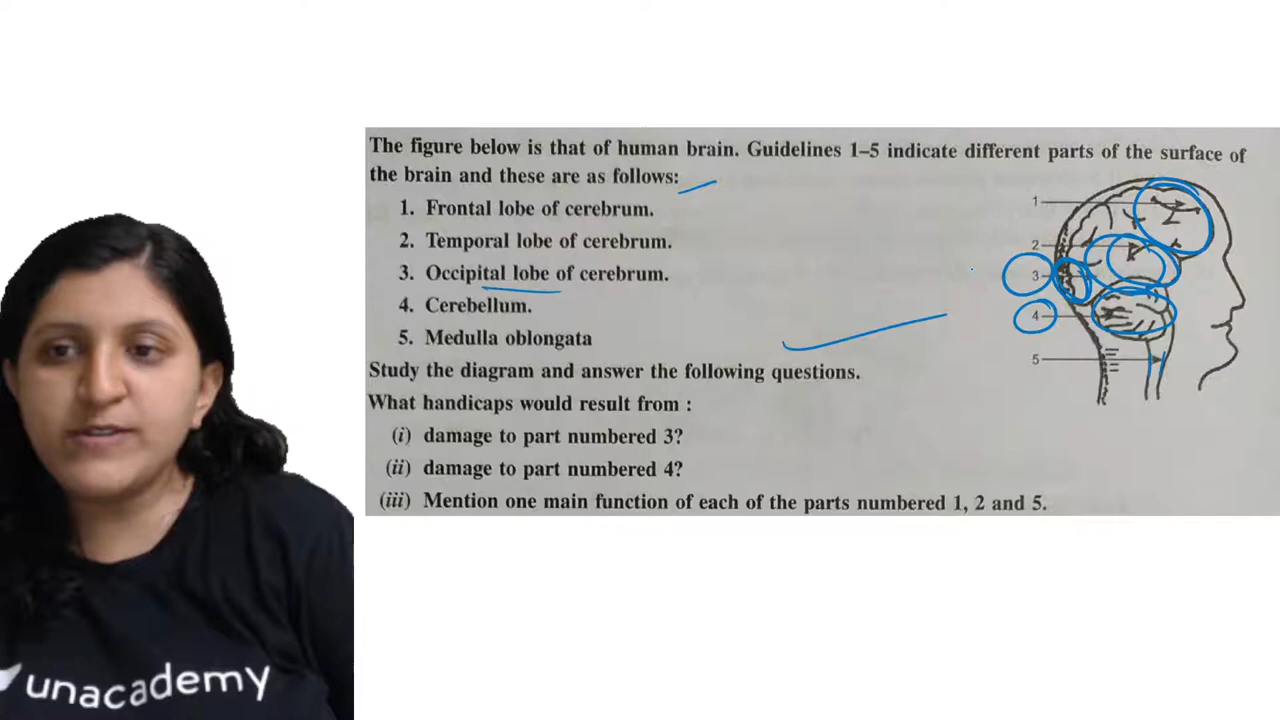 The figure below is that of human brain. Guidelines 1–5 indicate different parts of the surface of
the brain and these are as follows:
1. Frontal lobe of cerebrum.
2. Temporal lobe of cerebrum.
3. Occipital lobe of cerebrum.
4. Cerebellum.
5. Medulla oblongata
Study the diagram and answer the following questions.
What handicaps would result from :
(i) damage to part numbered 3?
(ii) damage to part numbered 4?
(iii) Mention one main function of each of the parts numbered 1, 2 and 5.
1
2
3
4
5
unacademy